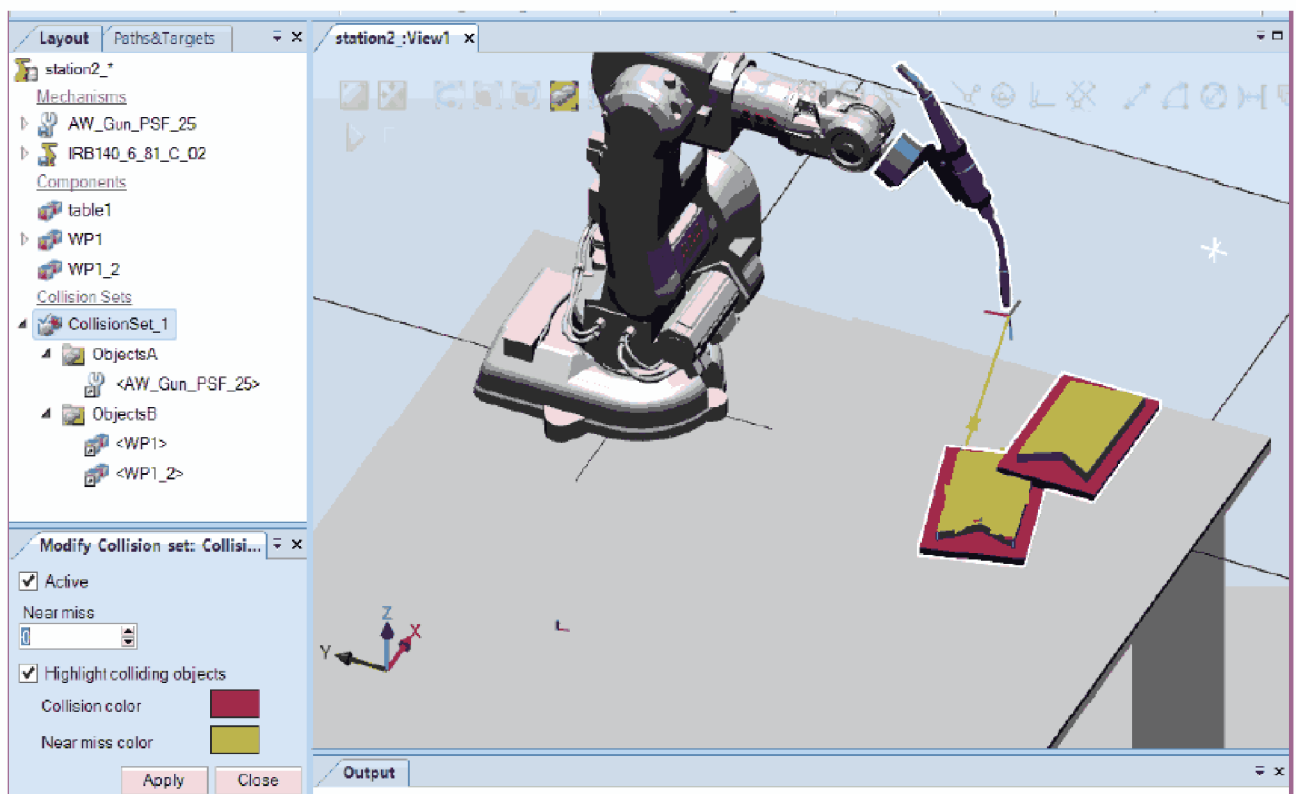 Layout
Paths&Targets
station2_*
Mechanisms
AW_Gun_PSF_25
IRB140_6_81_C_02
Components
table1
WP1
WP1_2
Collision Sets
CollisionSet_1
ObjectsA
<AW_Gun_PSF_25>
ObjectsB
<WP1>
<WP1_2>
Modify Collision set: Collisi...
Active
Near miss
0
Highlight colliding objects
Collision color
Near miss color
Apply
Close
station2_:View1
Z
X
Y
Output